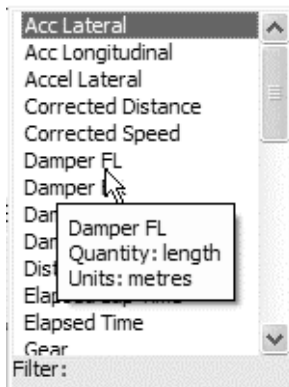 Acc Lateral
Acc Longitudinal
Accel Lateral
Corrected Distance
Corrected Speed
Damper FL
Damper
Damper FL
Quantity: length
Units: metres
Elapsed Time
Gear
Filter: